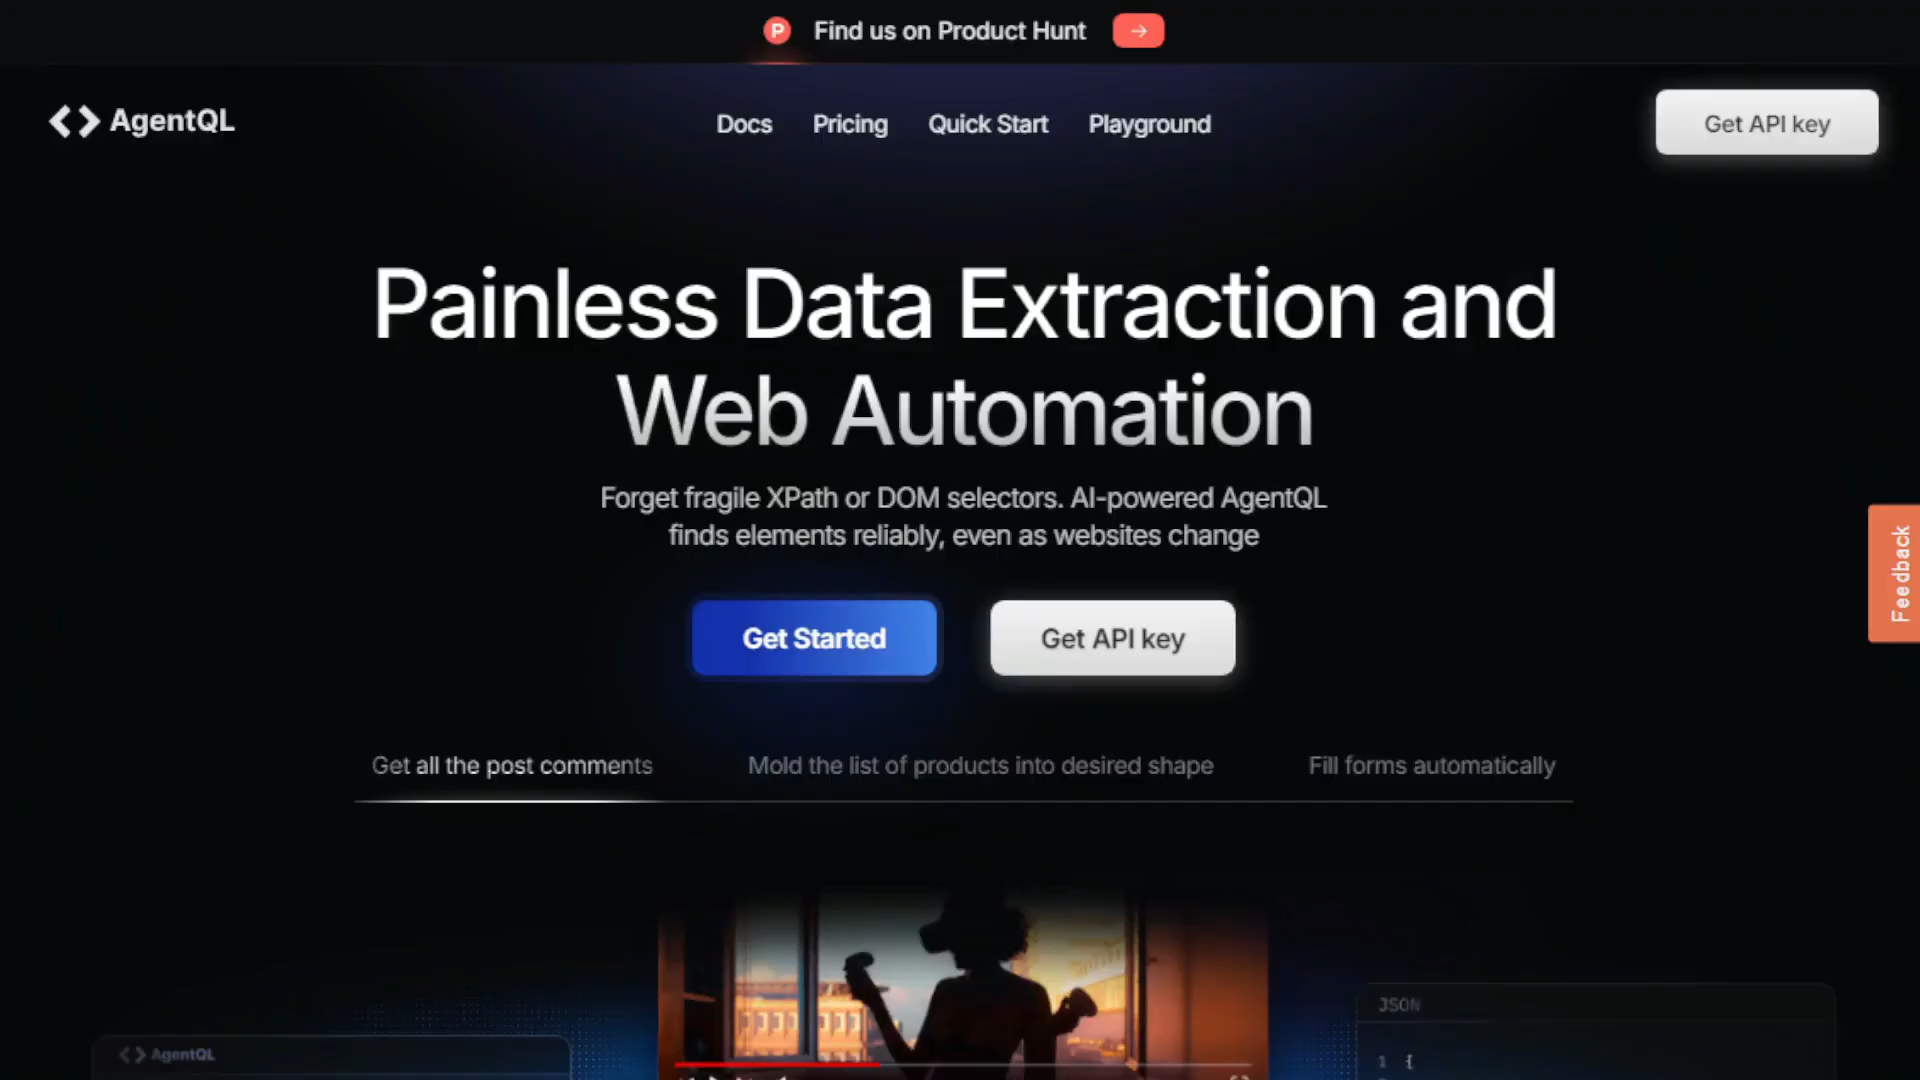 Find us on Product Hunt
AgentQL
Docs
Pricing
Quick Start
Playground
Get API key
Painless Data Extraction and
Web Automation
Forget fragile XPath or DOM selectors. AI-powered AgentQL
finds elements reliably, even as websites change
Get Started
Get API key
Feedback
Get all the post comments
Mold the list of products into desired shape
Fill forms automatically
AgentQL
JSON
1 {